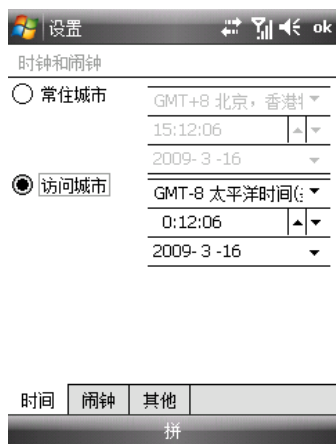 设置 ok
时钟和闹钟
常住城市
GMT+8 北京，香港
15:12:06
2009- 3 -16
访问城市
GMT-8 太平洋时间(
0:12:06
2009- 3 -16
时间 闹钟 其他
拼